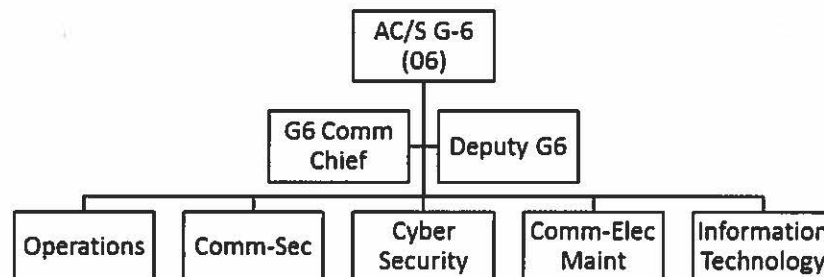 AC/S G-6
(06)
G6 Comm
Chief
Deputy G6
Operations
Comm-Sec
Cyber
Security
Comm-Elec
Maint
Information
Technology